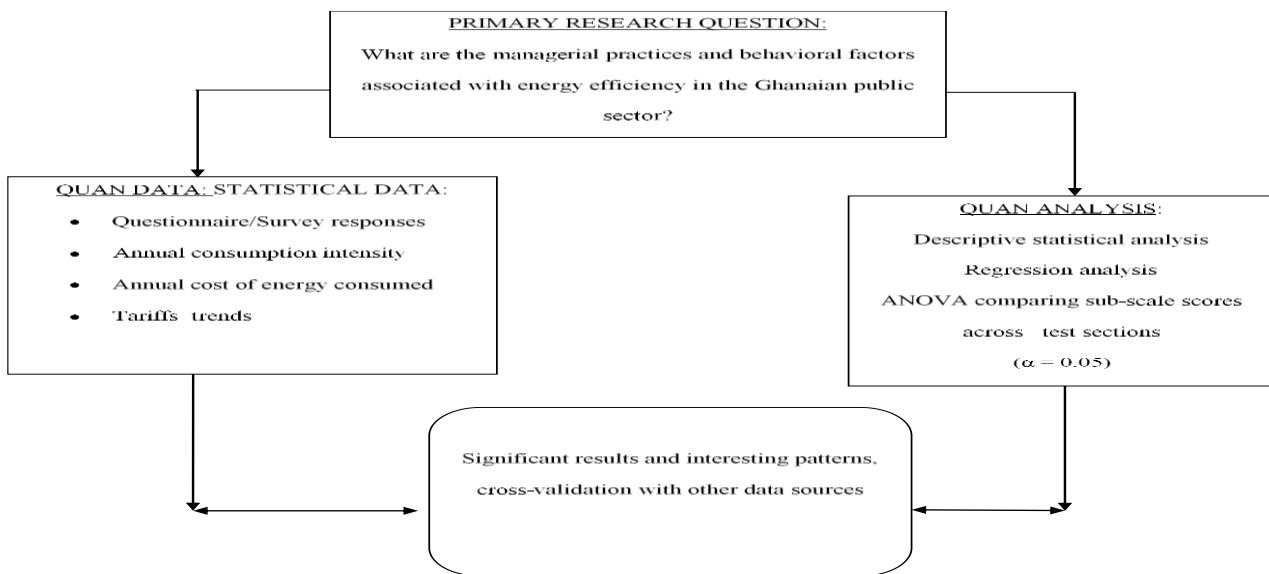 PRIMARY RESEARCH QUESTION:
What are the managerial practices and behavioral factors
associated with energy efficiency in the Ghanaian public
sector?
QUAN DATA: STATISTICAL DATA:
• Questionnaire/Survey responses
• Annual consumption intensity
• Annual cost of energy consumed
• Tariffs trends
QUAN ANALYSIS:
Descriptive statistical analysis
Regression analysis
ANOVA comparing sub-scale scores
across test sections
(α = 0.05)
Significant results and interesting patterns,
cross-validation with other data sources